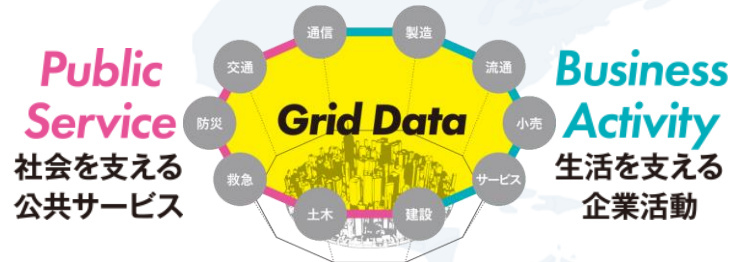 Public
Service
社会を支える
公共サービス
通信
製造
交通
流通
防災
Grid Data
小売
救急
サービス
土木
建設
Business
Activity
生活を支える
企業活動